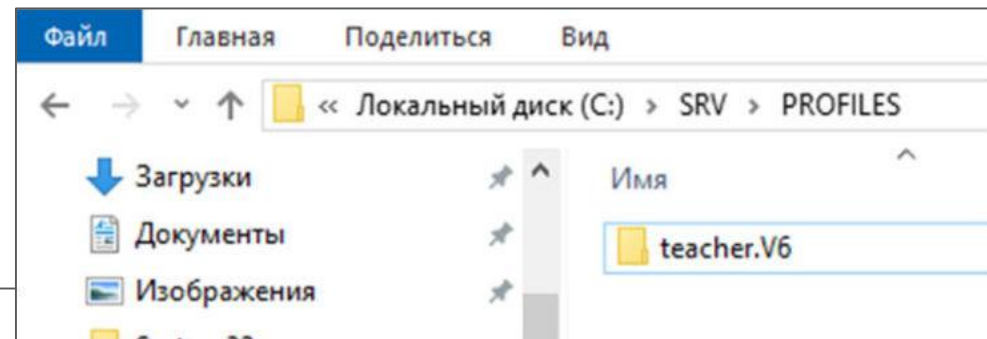 Файл Главная Поделиться Вид
« Локальный диск (C:) › SRV › PROFILES
Загрузки
Имя
Документы
teacher.V6
Изображения